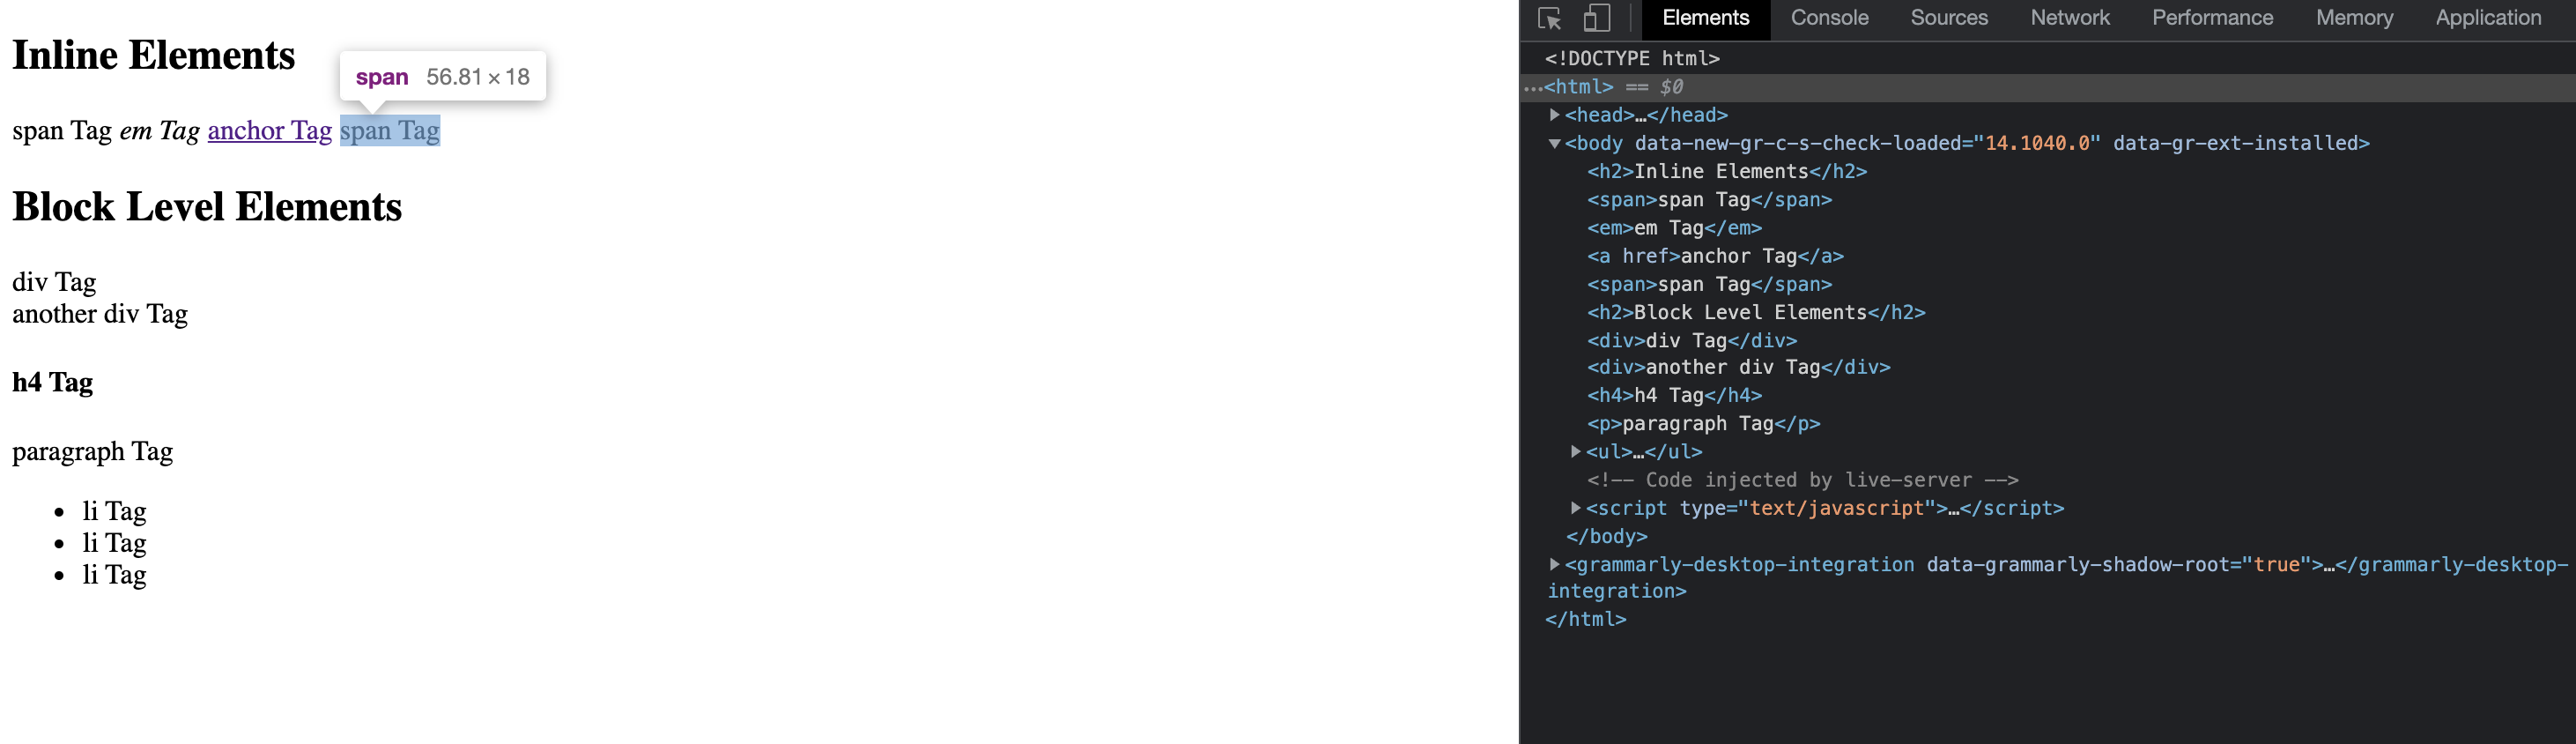 Inline Elements
span 56.81 × 18
span Tag em Tag anchor Tag span Tag
Block Level Elements
div Tag
another div Tag
h4 Tag
paragraph Tag
• li Tag
• li Tag
• li Tag
Elements Console Sources Network Performance Memory Application
<!DOCTYPE html>
…<html> == $0
<head>…</head>
<body data-new-gr-c-s-check-loaded="14.1040.0" data-gr-ext-installed>
<h2>Inline Elements</h2>
<span>span Tag</span>
<em>em Tag</em>
<a href>anchor Tag</a>
<span>span Tag</span>
<h2>Block Level Elements</h2>
<div>div Tag</div>
<div>another div Tag</div>
<h4>h4 Tag</h4>
<p>paragraph Tag</p>
<ul>…</ul>
<!-- Code injected by live-server -->
<script type="text/javascript">…</script>
</body>
<grammarly-desktop-integration data-grammarly-shadow-root="true">…</grammarly-desktop-
integration>
</html>